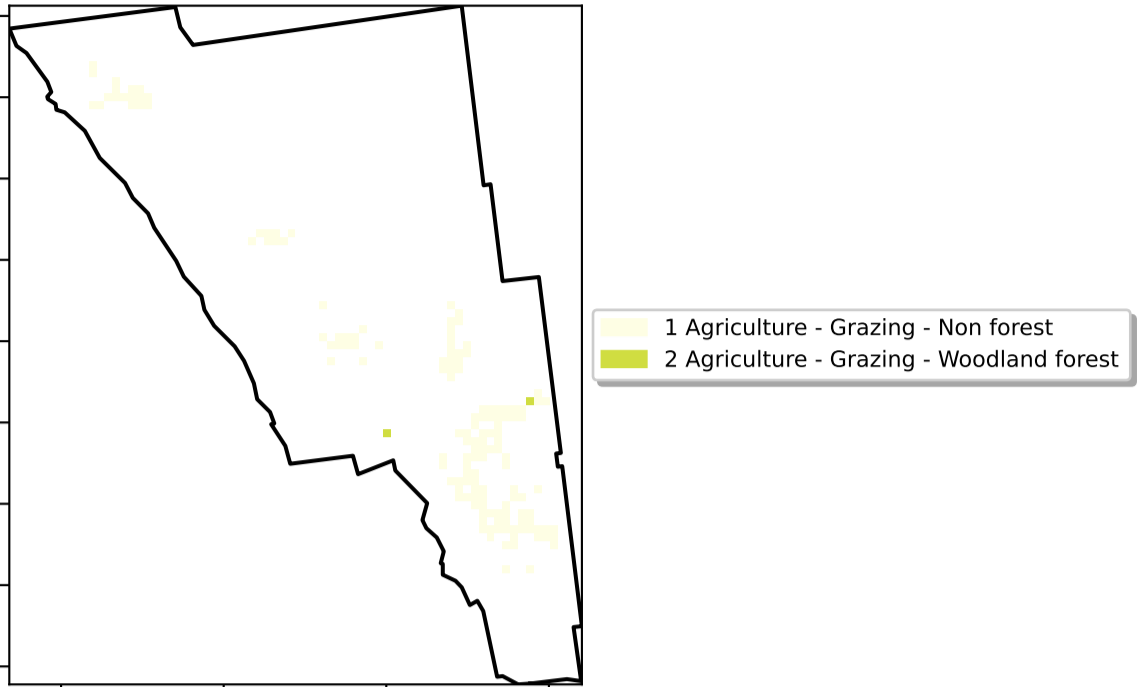 1 Agriculture - Grazing - Non forest
2 Agriculture - Grazing - Woodland forest